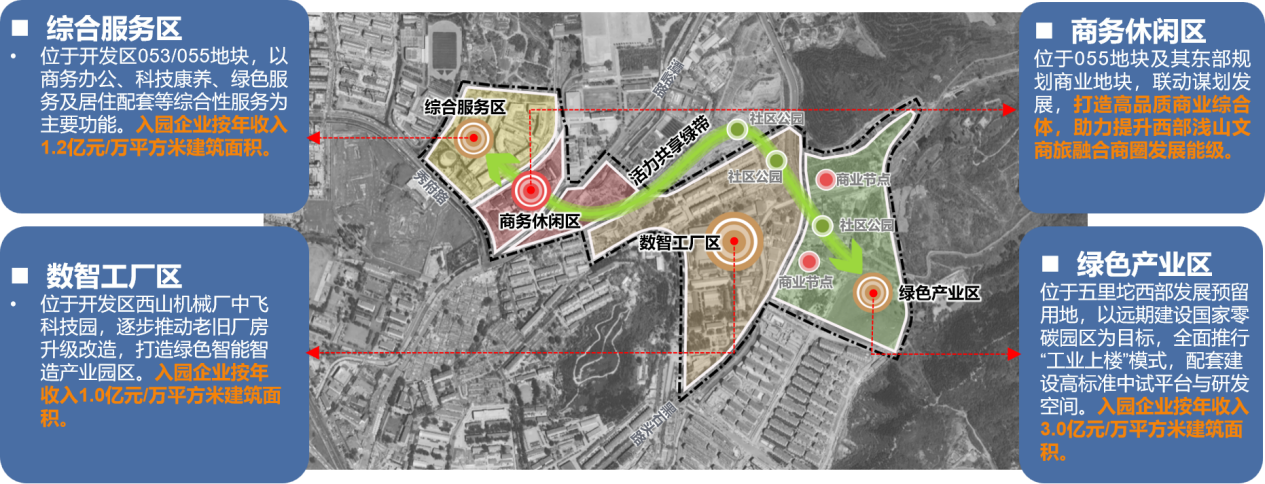 ■ 综合服务区
• 位于开发区053/055地块，以
商务办公、科技康养、绿色服
务及居住配套等综合性服务为
主要功能。入园企业按年收入
1.2亿元/万平方米建筑面积。
■ 数智工厂区
• 位于开发区西山机械厂中飞
科技园，逐步推动老旧厂房
升级改造，打造绿色智能智
造产业园区。入园企业按年
收入1.0亿元/万平方米建筑面
积。
综合服务区
秀府路
商务休闲区
活力共享绿带
社区公园
社区公园
商业节点
社区公园
数智工厂区
商业节点
绿色产业区
■ 商务休闲区
位于055地块及其东部规
划商业地块，联动谋划发
展，打造高品质商业综合
体，助力提升西部浅山文
商旅融合商圈发展能级。
■ 绿色产业区
位于五里坨西部发展预留
用地，以远期建设国家零
碳园区为目标，全面推行
“工业上楼”模式，配套建
设高标准中试平台与研发
空间。入园企业按年收入
3.0亿元/万平方米建筑面
积。